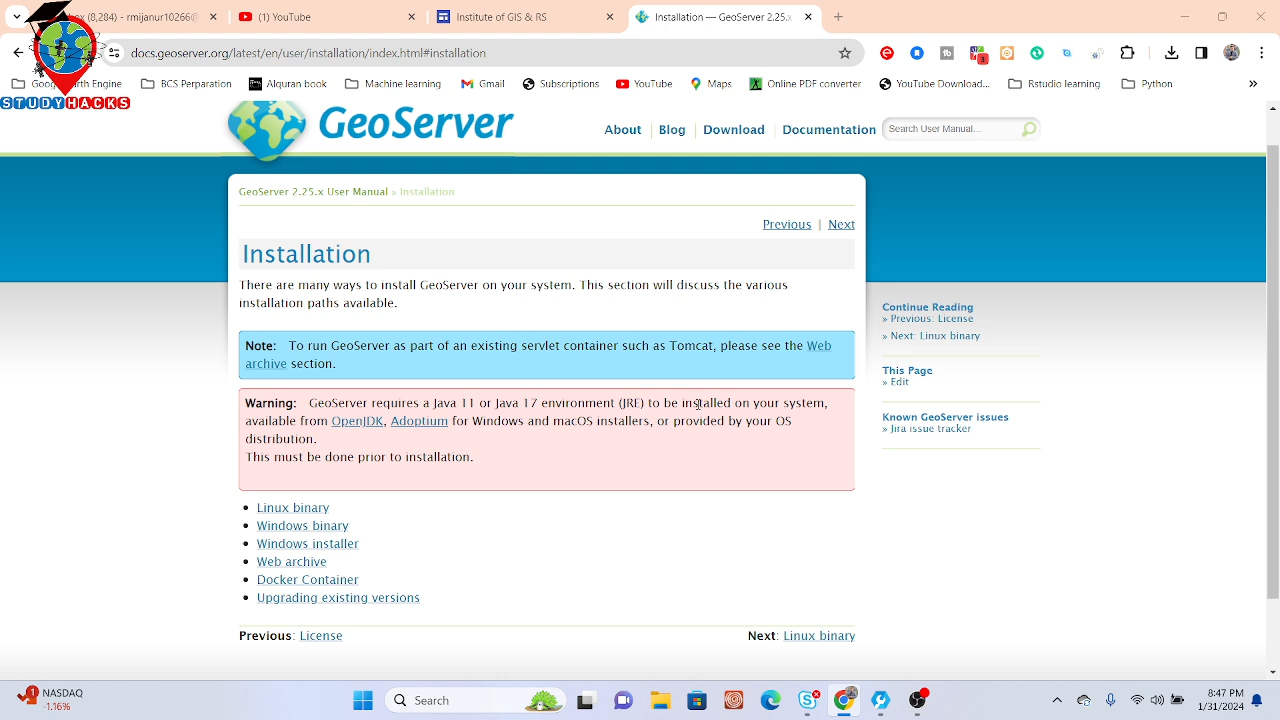 ox (9) - rmijanur10266@
(1) YouTube
Institute of GIS & RS
Installation — GeoServer 2.25.x
docs.geoserver.org/latest/en/user/installation/index.html#installation
STUDYHACKS
Engine
BCS Separation
Alquran book
Machine learning
Gmail
Subscriptions
YouTube
Maps
Online PDF converter
YouTube Download...
Rstudio learning
Python
GeoServer
About
Blog
Download
Documentation
Search User Manual...
GeoServer 2.25.x User Manual » Installation
Previous | Next
Installation
There are many ways to install GeoServer on your system. This section will discuss the various
installation paths available.
Note: To run GeoServer as part of an existing servlet container such as Tomcat, please see the Web
archive section.
Warning: GeoServer requires a Java 11 or Java 17 environment (JRE) to be installed on your system,
available from OpenJDK, Adoptium for Windows and macOS installers, or provided by your OS
distribution.
This must be done prior to installation.
Linux binary
Windows binary
Windows installer
Web archive
Docker Container
Upgrading existing versions
Previous: License
Next: Linux binary
Continue Reading
» Previous: License
» Next: Linux binary
This Page
» Edit
Known GeoServer issues
» Jira issue tracker
1
NASDAQ
-1.16%
Search
8:47 PM
1/31/2024